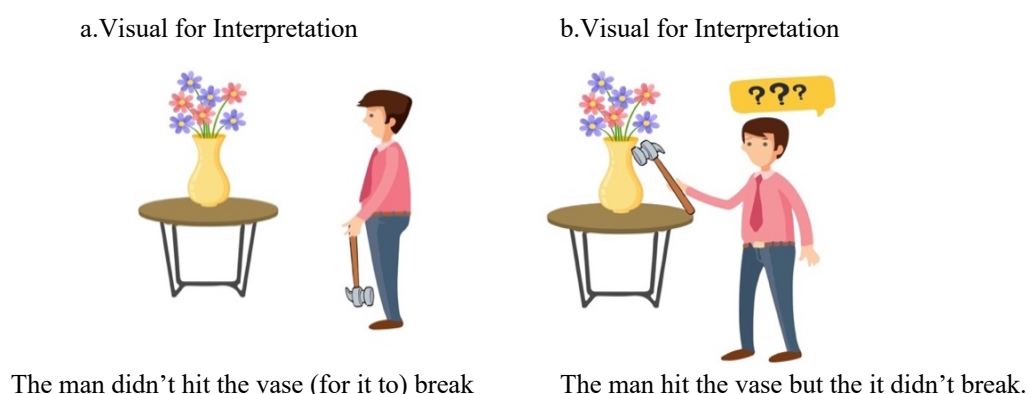 a.Visual for Interpretation
b.Visual for Interpretation
???
The man didn’t hit the vase (for it to) break
The man hit the vase but the it didn’t break.